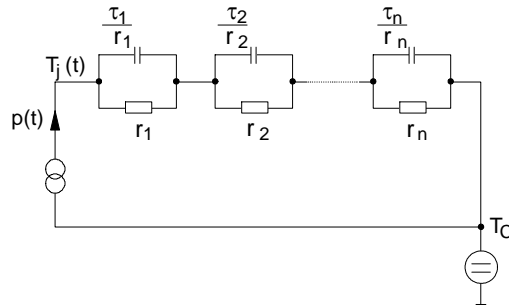 τ1 τ2 τn
r1 r2 rn
Tj (t)
p(t)
r1 r2 rn
TC